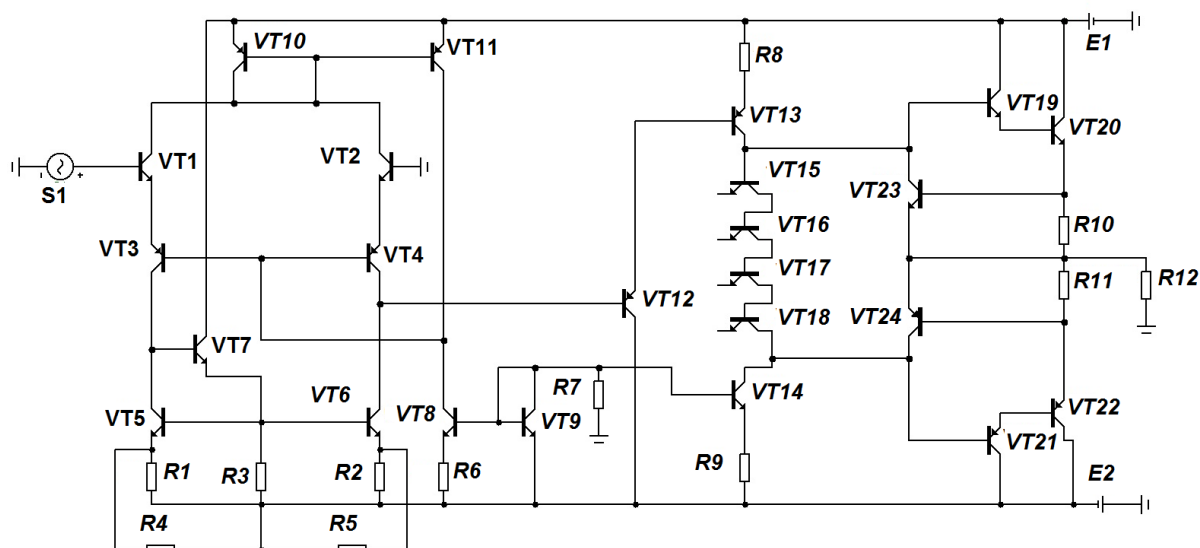 VT10
VT11
E1
R8
VT13
VT19
VT20
VT1
VT2
S1
VT15
VT23
VT16
R10
VT3
VT4
VT17
R11
R12
VT12
VT18
VT24
VT7
VT5
VT6
VT8
VT9
R7
VT14
VT22
VT21
R1
R3
R2
R6
R9
E2
R4
R5